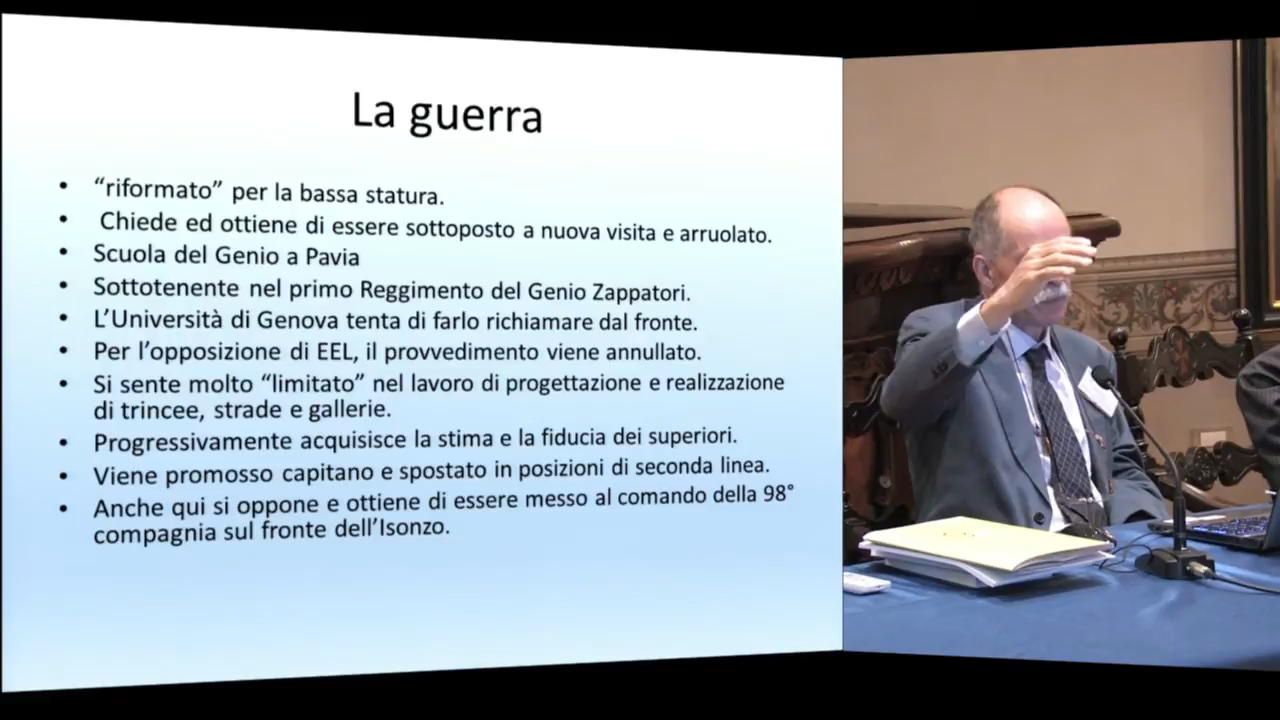 La guerra
• “riformato” per la bassa statura.
• Chiede ed ottiene di essere sottoposto a nuova visita e arruolato.
• Scuola del Genio a Pavia
• Sottotenente nel primo Reggimento del Genio Zappatori.
• L’Università di Genova tenta di farlo richiamare dal fronte.
• Per l’opposizione di EEL, il provvedimento viene annullato.
• Si sente molto “limitato” nel lavoro di progettazione e realizzazione
di trincee, strade e gallerie.
• Progressivamente acquisisce la stima e la fiducia dei superiori.
• Viene promosso capitano e spostato in posizioni di seconda linea.
• Anche qui si oppone e ottiene di essere messo al comando della 98°
compagnia sul fronte dell’Isonzo.